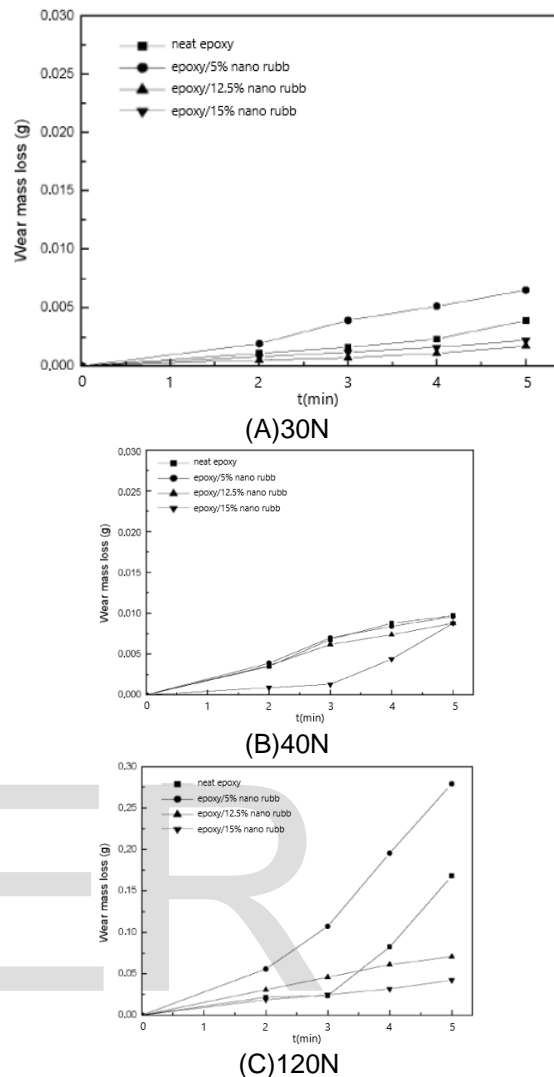 0.030
0.025
0.020
0.015
0.010
0.005
0.000
Wear mass loss (g)
neat epoxy
epoxy/5% nano rubb
epoxy/12.5% nano rubb
epoxy/15% nano rubb
0 1 2 3 4 5
t(min)
(A)30N
0.030
0.025
0.020
0.015
0.010
0.005
0.000
Wear mass loss (g)
neat epoxy
epoxy/5% nano rubb
epoxy/12.5% nano rubb
epoxy/15% nano rubb
0 1 2 3 4 5
t(min)
(B)40N
0.30
0.25
0.20
0.15
0.10
0.05
0.00
Wear mass loss (g)
neat epoxy
epoxy/5% nano rubb
epoxy/12.5% nano rubb
epoxy/15% nano rubb
0 1 2 3 4 5
t(min)
(C)120N
ER